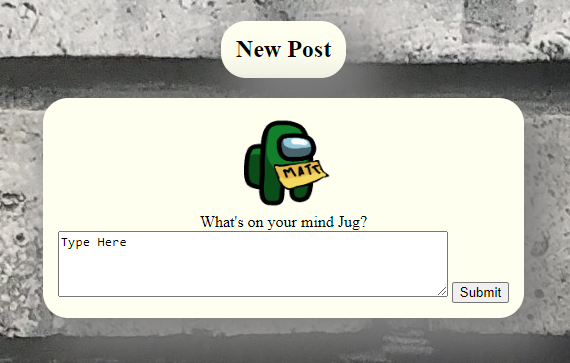 New Post
MATT
What's on your mind Jug?
Type Here
Submit